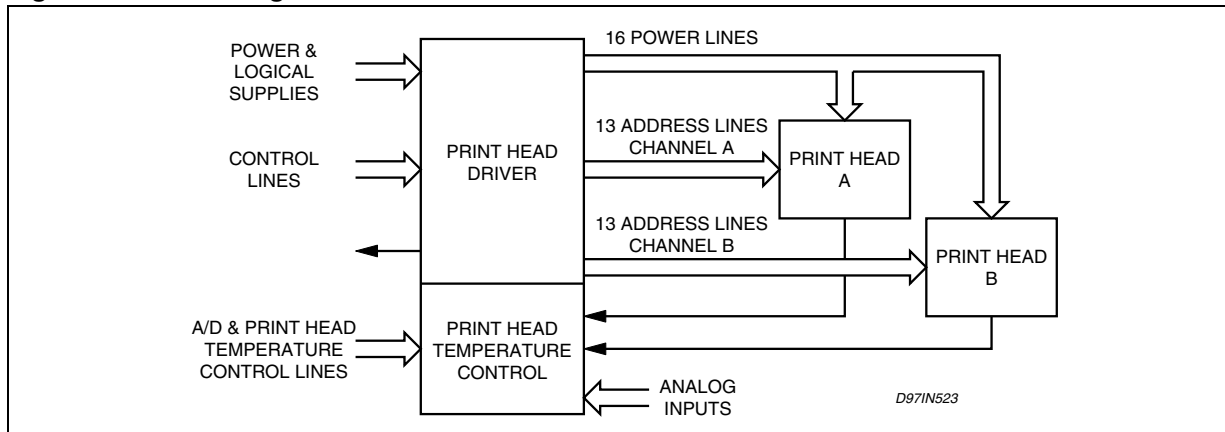 16 POWER LINES
POWER &
LOGICAL
SUPPLIES
CONTROL
LINES
PRINT HEAD
DRIVER
13 ADDRESS LINES
CHANNEL A
PRINT HEAD
A
13 ADDRESS LINES
CHANNEL B
PRINT HEAD
B
A/D & PRINT HEAD
TEMPERATURE
CONTROL LINES
PRINT HEAD
TEMPERATURE
CONTROL
ANALOG
INPUTS
D97IN523